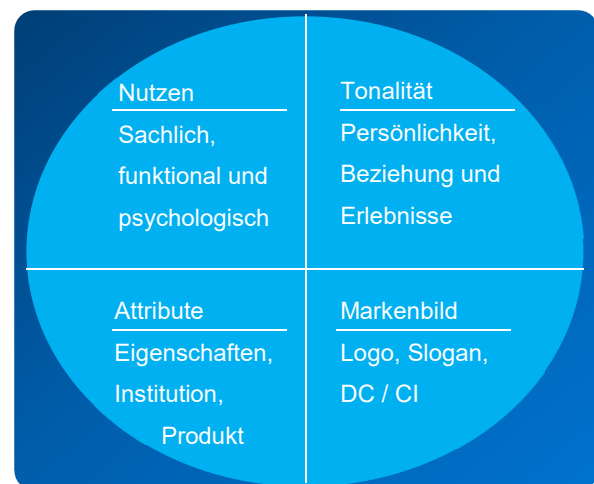 Nutzen
Sachlich,
funktional und
psychologisch
Tonalität
Persönlichkeit,
Beziehung und
Erlebnisse
Attribute
Eigenschaften,
Institution,
Produkt
Markenbild
Logo, Slogan,
DC / CI